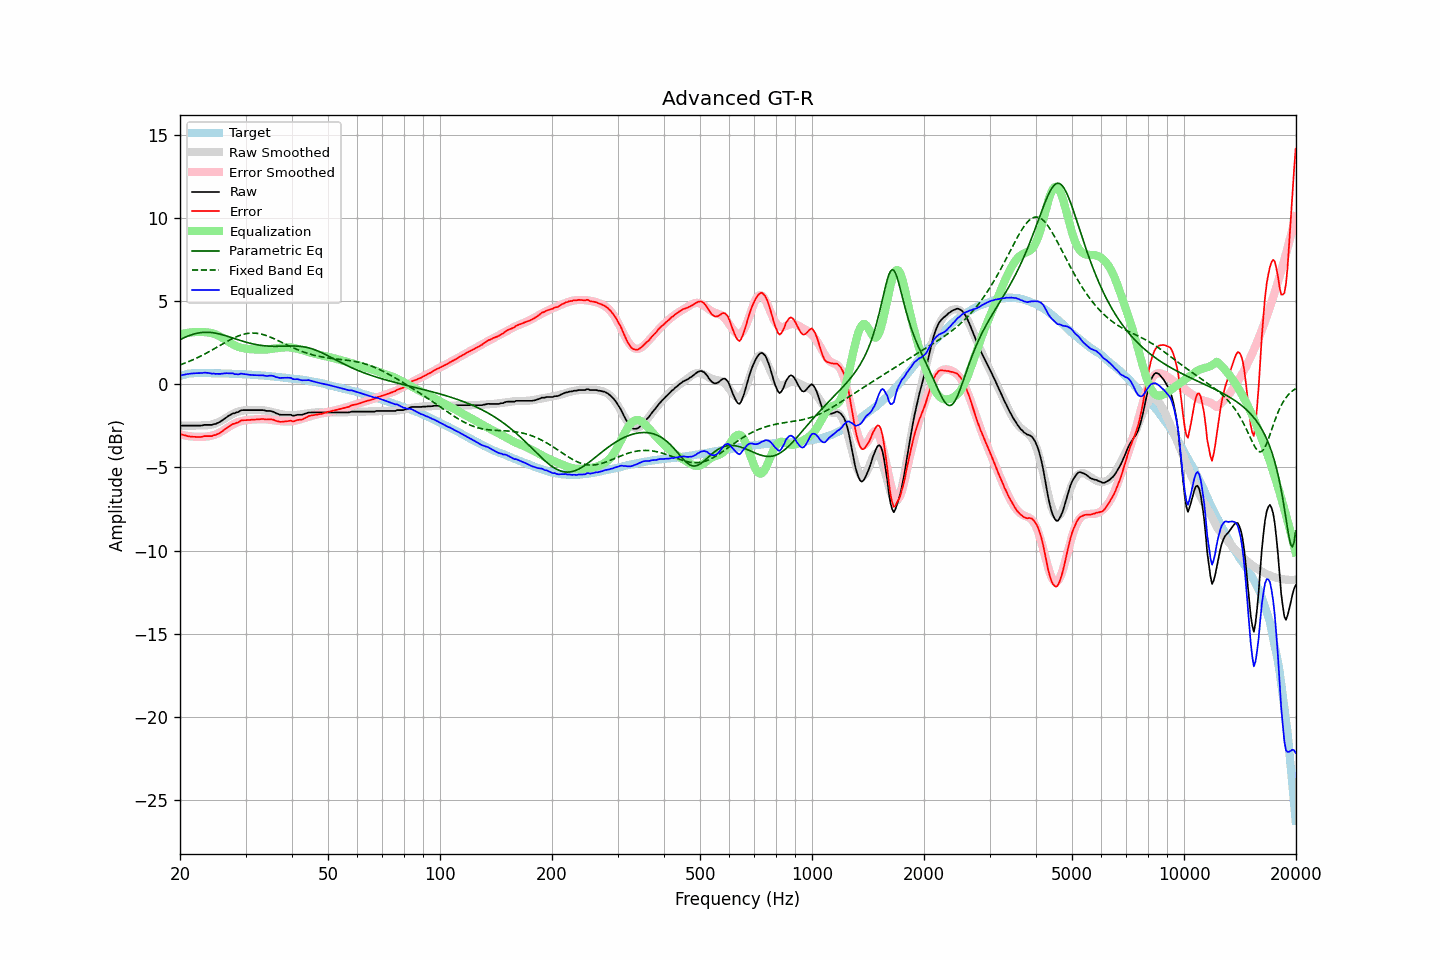 Advanced GT-R
Target
Raw Smoothed
Error Smoothed
Raw
Error
Equalization
Parametric Eq
Fixed Band Eq
Equalized
15
10
5
0
−5
−10
−15
−20
−25
Amplitude (dBr)
20 50 100 200 500 1000 2000 5000 10000 20000
Frequency (Hz)